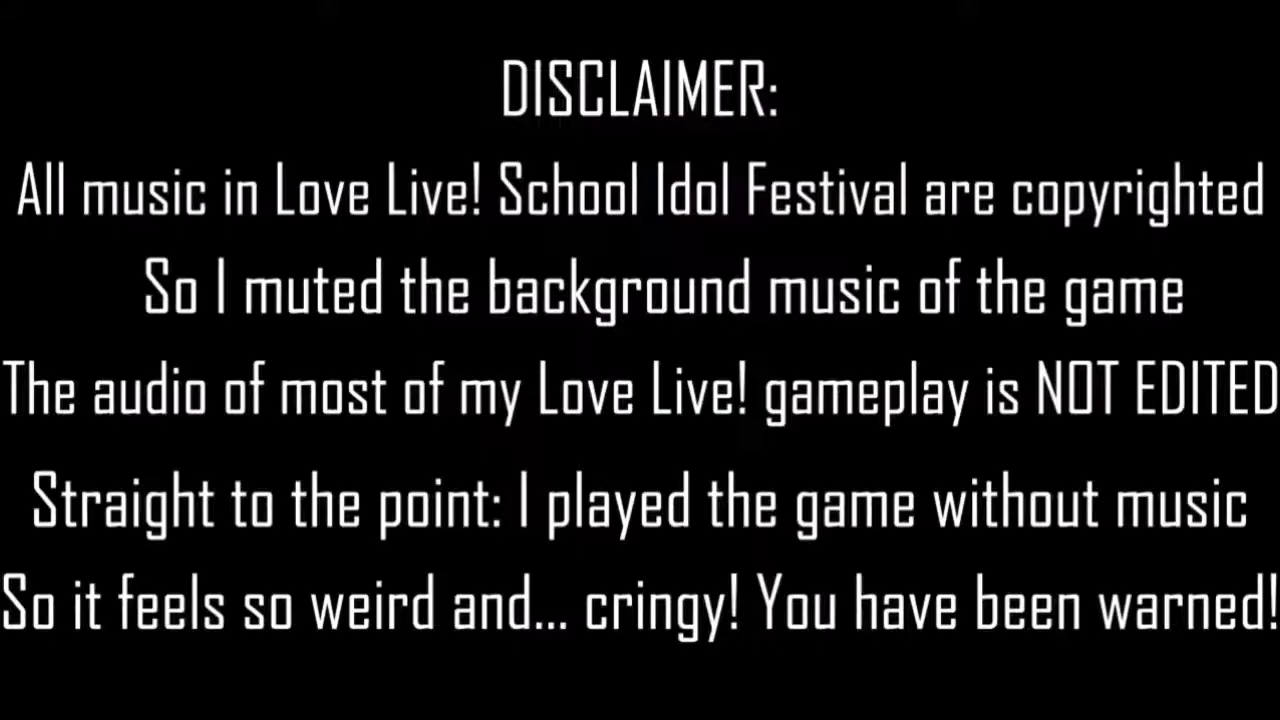 DISCLAIMER:
All music in Love Live! School Idol Festival are copyrighted
So I muted the background music of the game
The audio of most of my Love Live! gameplay is NOT EDITED
Straight to the point: I played the game without music
So it feels so weird and... cringy! You have been warned!